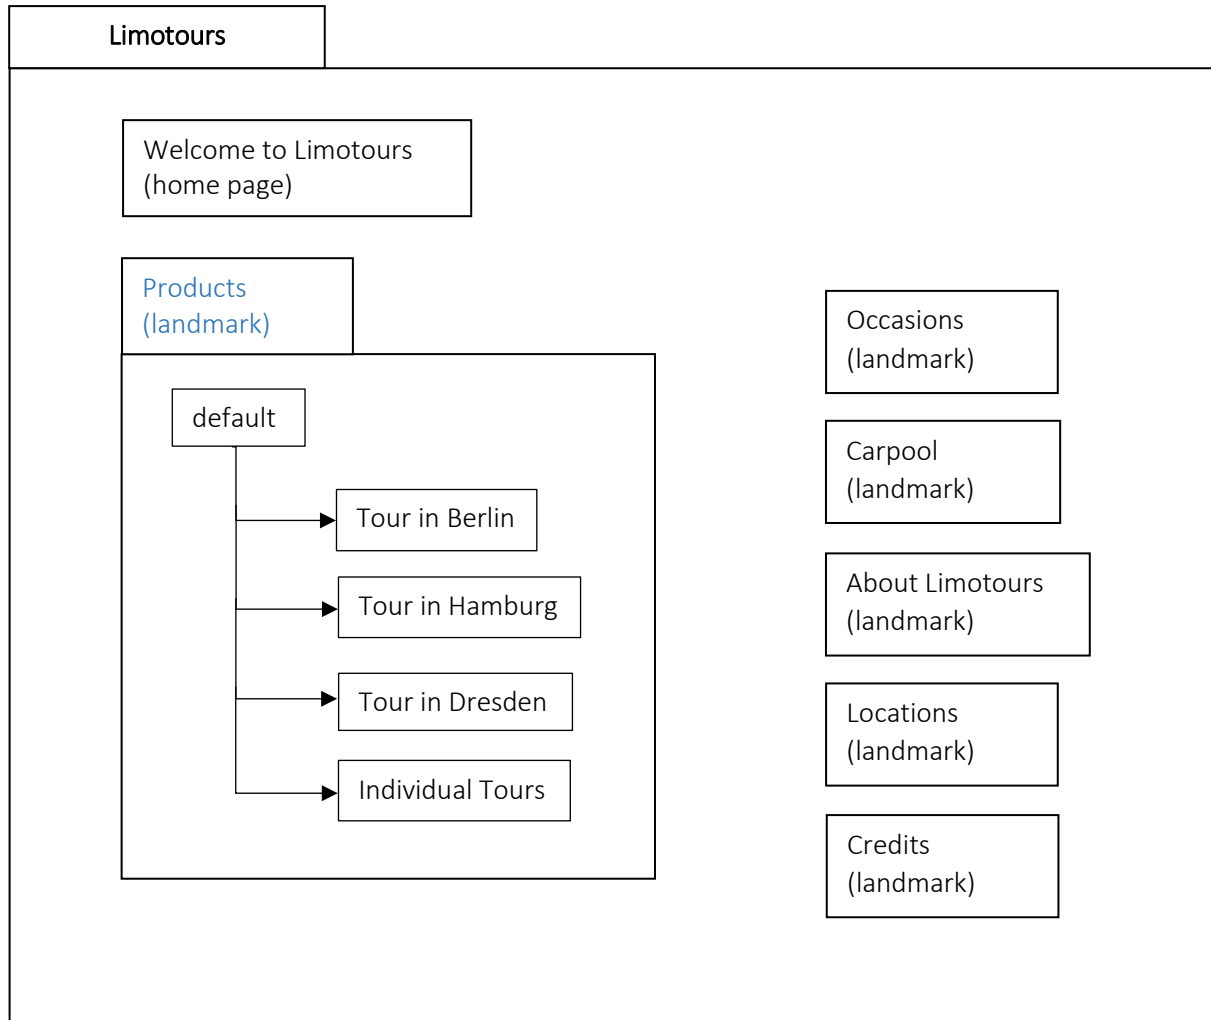 Limotours
Welcome to Limotours
(home page)
Products
(landmark)
default
Tour in Berlin
Tour in Hamburg
Tour in Dresden
Individual Tours
Occasions
(landmark)
Carpool
(landmark)
About Limotours
(landmark)
Locations
(landmark)
Credits
(landmark)